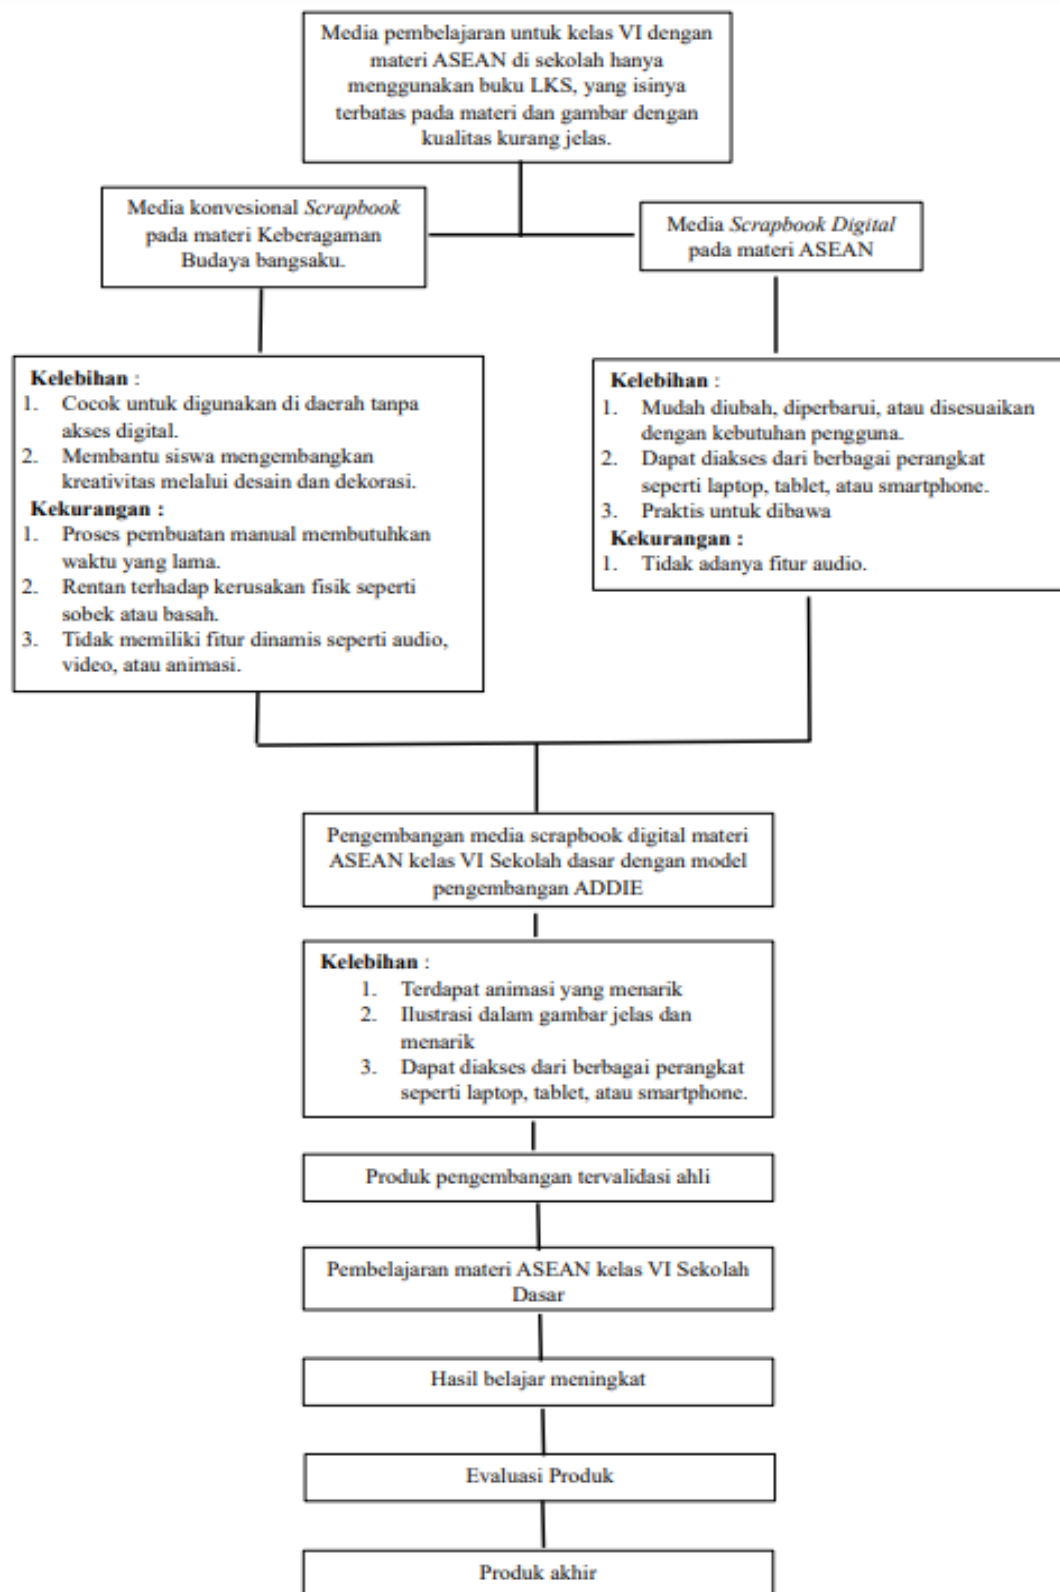 Media pembelajaran untuk kelas VI dengan
materi ASEAN di sekolah hanya
menggunakan buku LKS, yang isinya
terbatas pada materi dan gambar dengan
kualitas kurang jelas.
Media konvesional Scrapbook
pada materi Keberagaman
Budaya bangsaku.
Media Scrapbook Digital
pada materi ASEAN
Kelebihan :
1. Cocok untuk digunakan di daerah tanpa
akses digital.
2. Membantu siswa mengembangkan
kreativitas melalui desain dan dekorasi.
Kekurangan :
1. Proses pembuatan manual membutuhkan
waktu yang lama.
2. Rentan terhadap kerusakan fisik seperti
sobek atau basah.
3. Tidak memiliki fitur dinamis seperti audio,
video, atau animasi.
Kelebihan :
1. Mudah diubah, diperbarui, atau disesuaikan
dengan kebutuhan pengguna.
2. Dapat diakses dari berbagai perangkat
seperti laptop, tablet, atau smartphone.
3. Praktis untuk dibawa
Kekurangan :
1. Tidak adanya fitur audio.
Pengembangan media scrapbook digital materi
ASEAN kelas VI Sekolah dasar dengan model
pengembangan ADDIE
Kelebihan :
1. Terdapat animasi yang menarik
2. Ilustrasi dalam gambar jelas dan
menarik
3. Dapat diakses dari berbagai perangkat
seperti laptop, tablet, atau smartphone.
Produk pengembangan tervalidasi ahli
Pembelajaran materi ASEAN kelas VI Sekolah
Dasar
Hasil belajar meningkat
Evaluasi Produk
Produk akhir